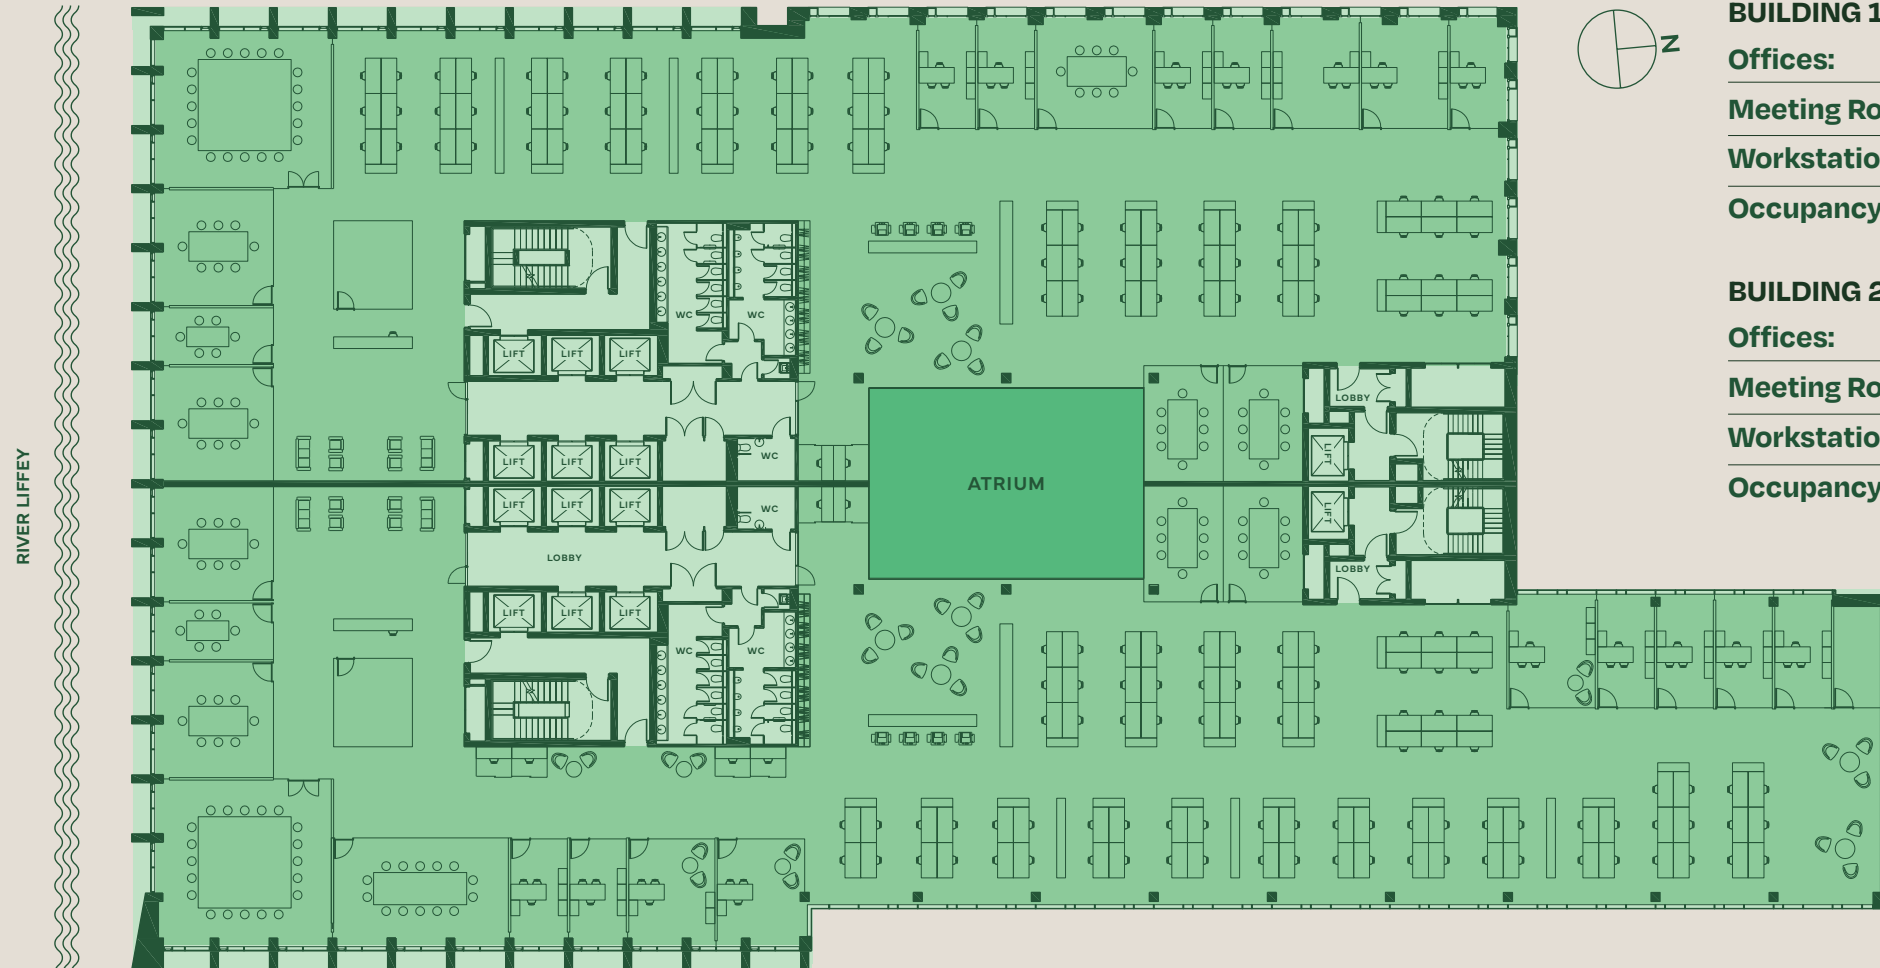 BUILDING 1
Offices:
Meeting Ro
Workstatio
Occupancy
BUILDING 2
Offices:
Meeting Ro
Workstatio
Occupancy
N
RIVER LIFFEY
WC
WC
LIFT
LIFT
LIFT
LOBBY
LIFT
LIFT
LIFT
WC
LIFT
ATRIUM
LIFT
LIFT
LIFT
WC
LIFT
LOBBY
LOBBY
LIFT
LIFT
LIFT
WC
WC